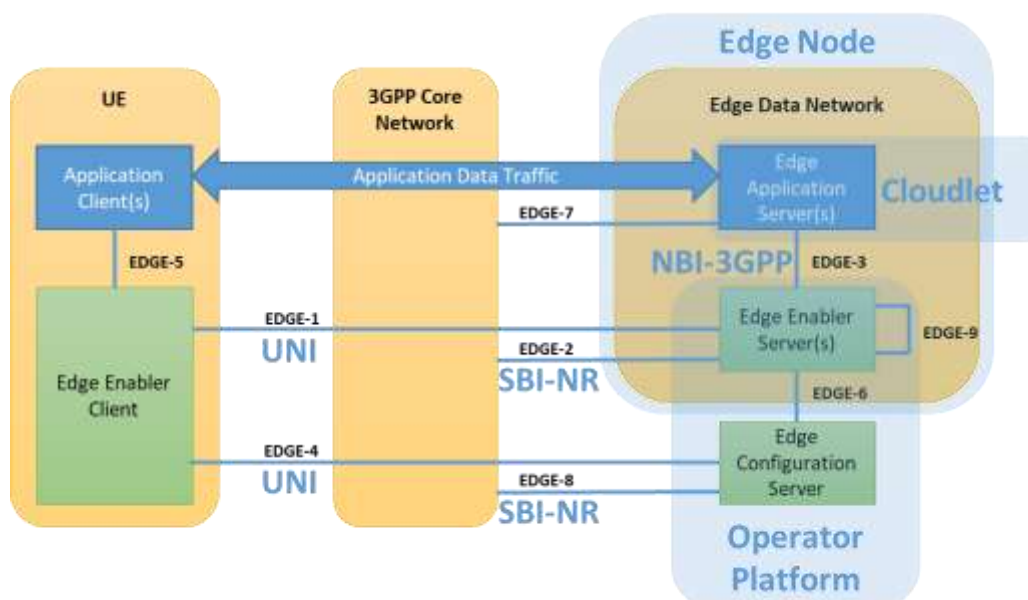 Edge Node
UE
3GPP Core
Network
Edge Data Network
Application
Client(s)
Application Data Traffic
Edge
Application
Server(s)
Cloudlet
EDGE-7
EDGE-5
NBI-3GPP
EDGE-3
EDGE-1
UNI
EDGE-2
SBI-NR
Edge Enabler
Server(s)
EDGE-9
Edge Enabler
Client
EDGE-6
EDGE-4
UNI
EDGE-8
SBI-NR
Edge
Configuration
Server
Operator
Platform